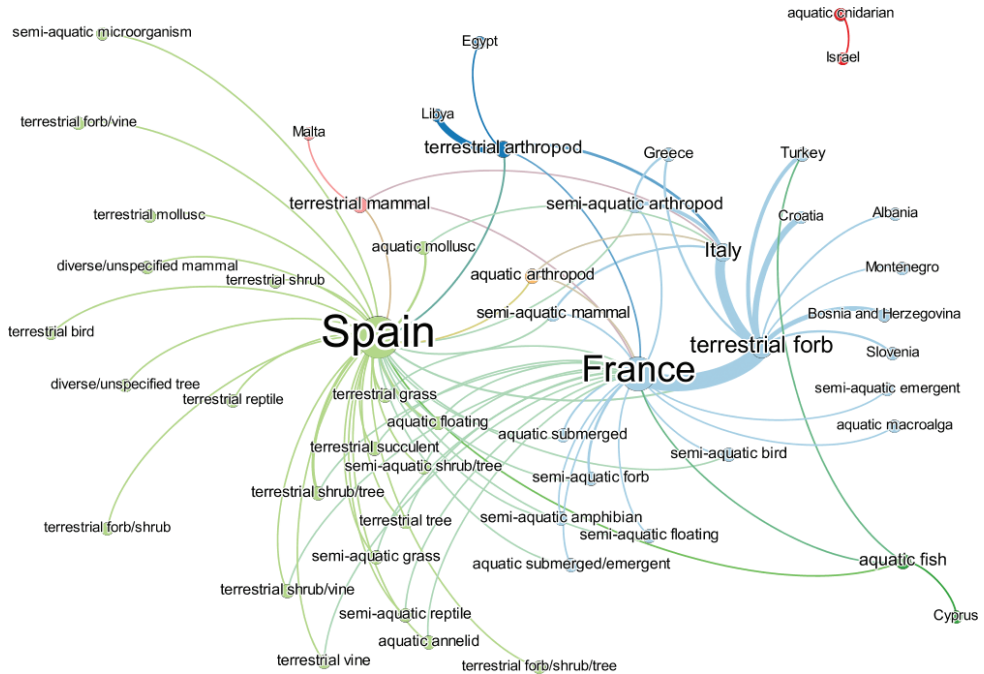 aquatic cnidarian
semi-aquatic microorganism
Egypt
Israel
Libya
terrestrial forb/vine
Malta
terrestrial arthropod
Greece
Turkey
terrestrial mammal
semi-aquatic arthropod
terrestrial mollusc
Croatia
Albania
aquatic mollusc
Italy
diverse/unspecified mammal
terrestrial shrub
aquatic arthropod
Montenegro
semi-aquatic mammal
Bosnia and Herzegovina
terrestrial bird
Spain
terrestrial forb
Slovenia
France
diverse/unspecified tree
terrestrial reptile
terrestrial grass
semi-aquatic emergent
aquatic floating
aquatic submerged
aquatic macroalga
terrestrial succulent
semi-aquatic shrub/tree
semi-aquatic bird
semi-aquatic forb
terrestrial shrub/tree
terrestrial tree
semi-aquatic amphibian
terrestrial forb/shrub
semi-aquatic floating
semi-aquatic grass
aquatic submerged/emergent
aquatic fish
terrestrial shrub/vine
semi-aquatic reptile
Cyprus
aquatic annelid
terrestrial vine
terrestrial forb/shrub/tree